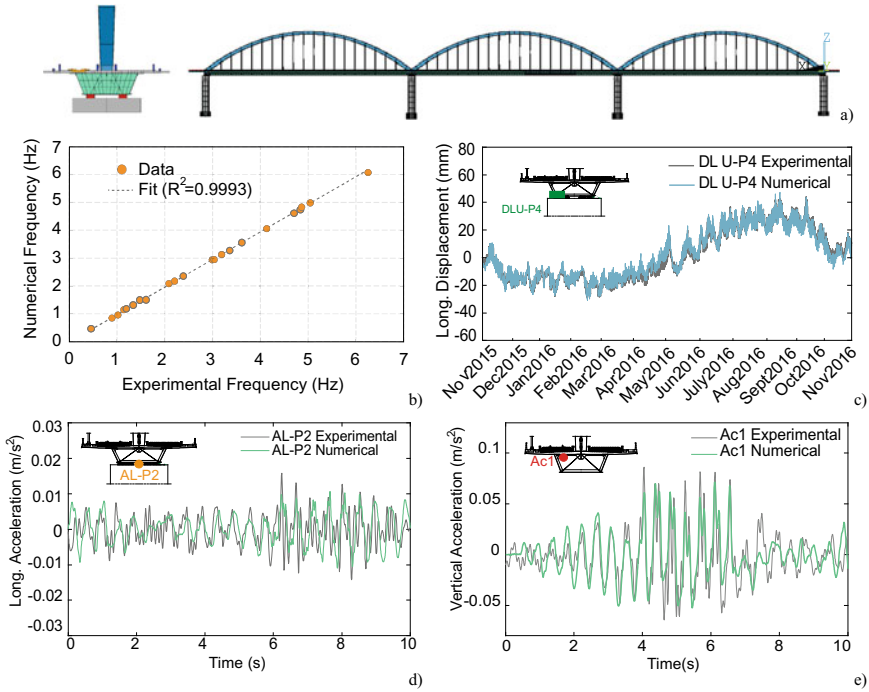 Z
X
Y
a)
Numerical Frequency (Hz)
7
6
5
4
3
2
1
0
Data
Fit (R²=0.9993)
0 1 2 3 4 5 6 7
Experimental Frequency (Hz)
b)
Long. Displacement (mm)
80
60
40
20
0
-20
-40
-60
DL U-P4 Experimental
DL U-P4 Numerical
DLU-P4
Nov2015 Dec2015 Jan2016 Feb2016 Mar2016 Apr2016 May2016 Jun2016 July2016 Aug2016 Sept2016 Oct2016 Nov2016
c)
Long. Acceleration (m/s²)
0.03
0.02
0.01
0
-0.01
-0.02
-0.03
AL-P2 Experimental
AL-P2 Numerical
AL-P2
0 2 4 6 8 10
Time (s)
d)
Vertical Acceleration (m/s²)
0.1
0.05
0
-0.05
Ac1 Experimental
Ac1 Numerical
Ac1
0 2 4 6 8 10
Time(s)
e)